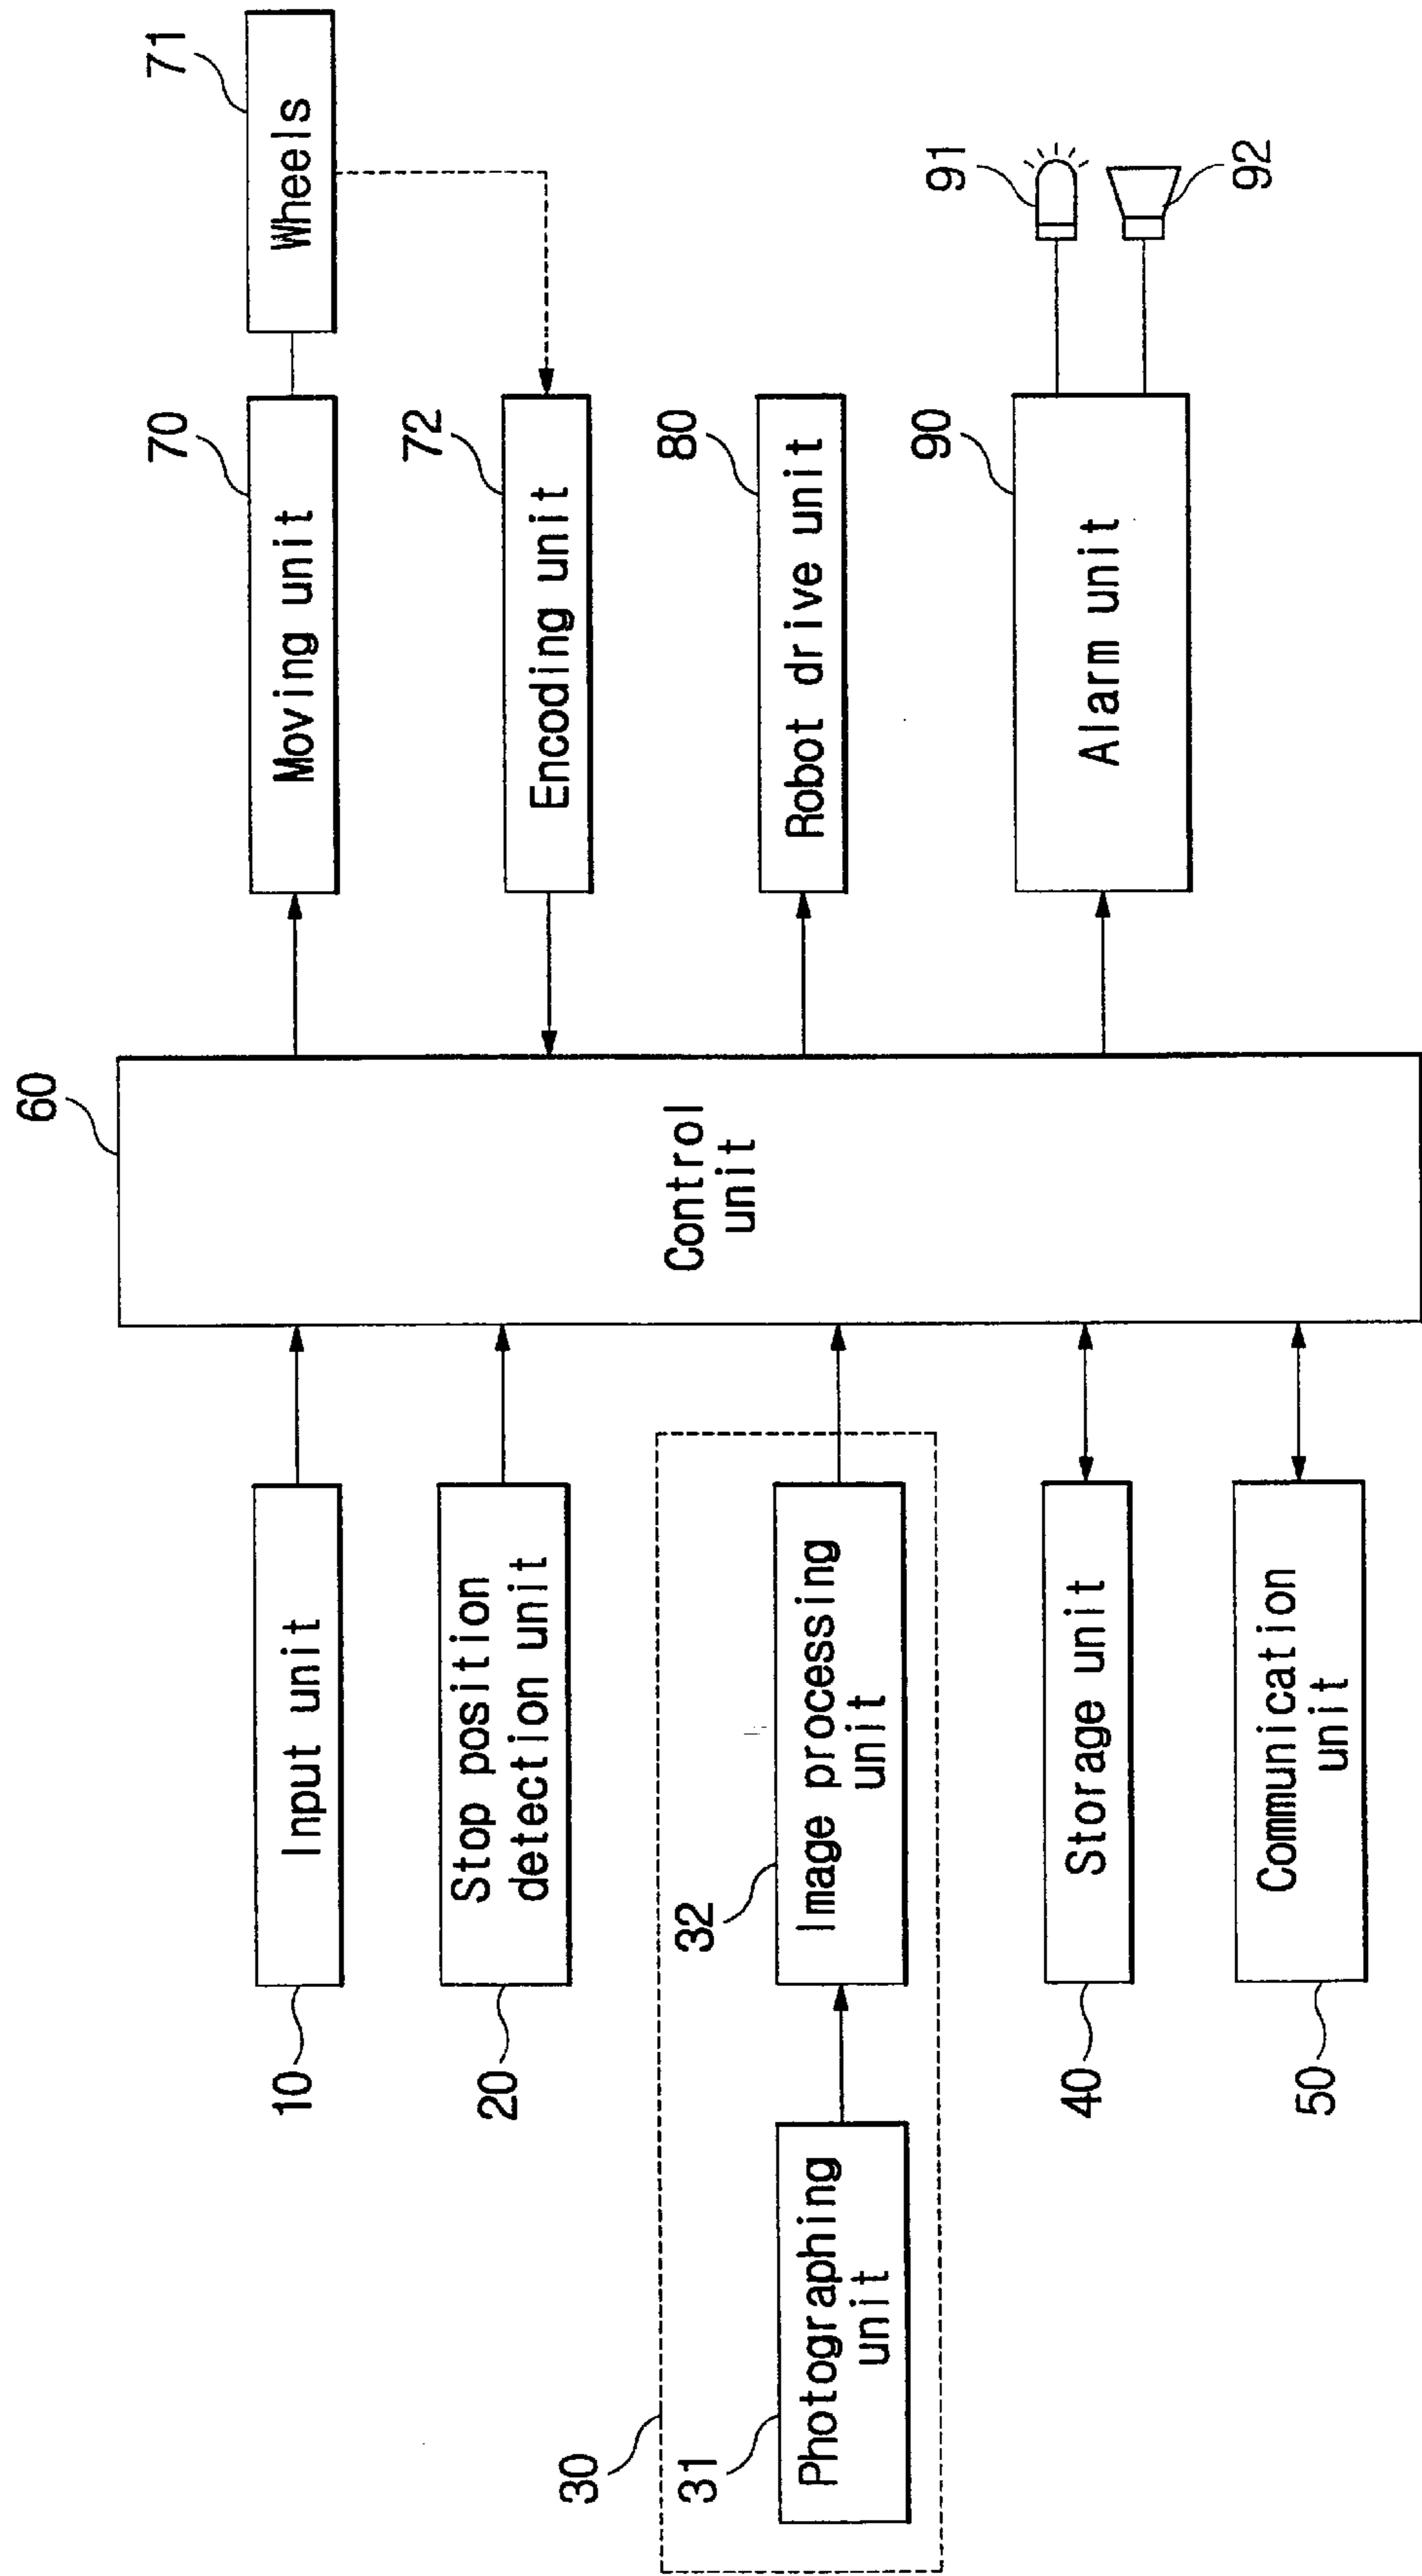 60
10
Input unit
20
Stop position
detection unit
30
31
Photographing
unit
32
Image processing
unit
40
Storage unit
50
Communication
unit
Control
unit
70
Moving unit
71
Wheels
72
Encoding unit
80
Robot drive unit
90
Alarm unit
91
92